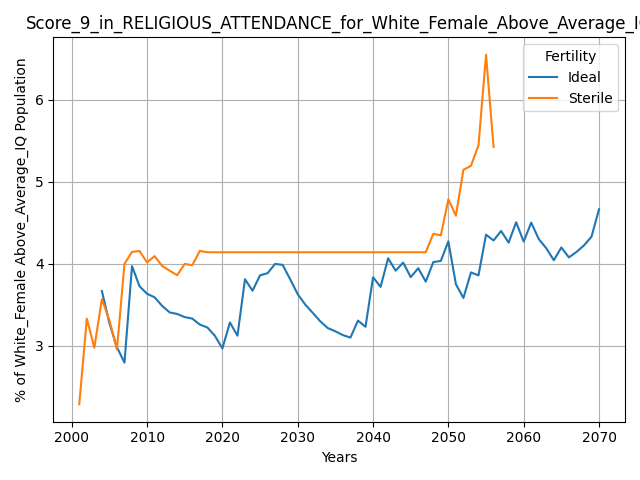 Score_9_in_RELIGIOUS_ATTENDANCE_for_White_Female_Above_Average_I
Fertility
Ideal
Sterile
% of White_Female Above_Average_IQ Population
6
5
4
3
2000 2010 2020 2030 2040 2050 2060 2070
Years